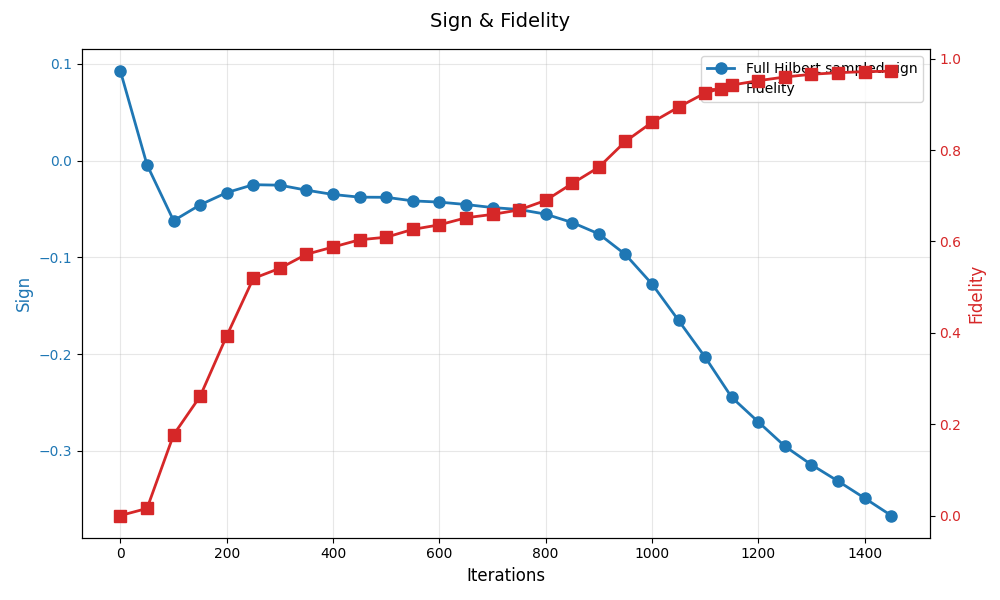 Sign & Fidelity
0.1
0.0
−0.1
−0.2
−0.3
Sign
Full Hilbert sampled sign
Fidelity
1.0
0.8
0.6
0.4
0.2
0.0
Fidelity
0 200 400 600 800 1000 1200 1400
Iterations